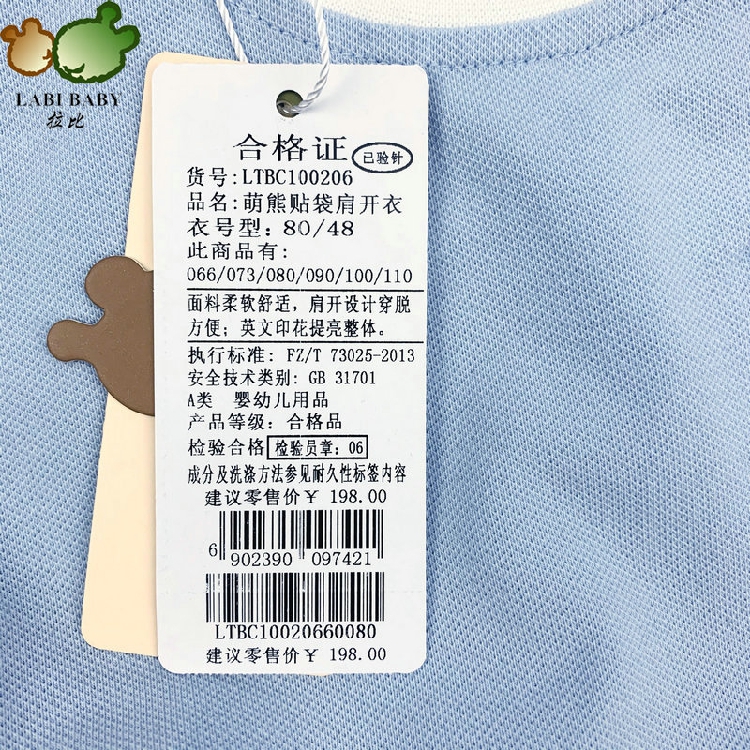 LABI BABY
拉比
合格证
已验针
货号:LTBC100206
品名:萌熊贴袋肩开衣
衣号型: 80/48
此商品有:
066/073/080/090/100/110
面料柔软舒适，肩开设计穿脱
方便；英文印花提亮整体。
执行标准: FZ/T 73025-2013
安全技术类别: GB 31701
A类 婴幼儿用品
产品等级: 合格品
检验合格 检验员章: 06
成分及洗涤方法参见耐久性标签内容
建议零售价￥ 198.00
6 902390 097421
LTBC10020660080
建议零售价￥ 198.00